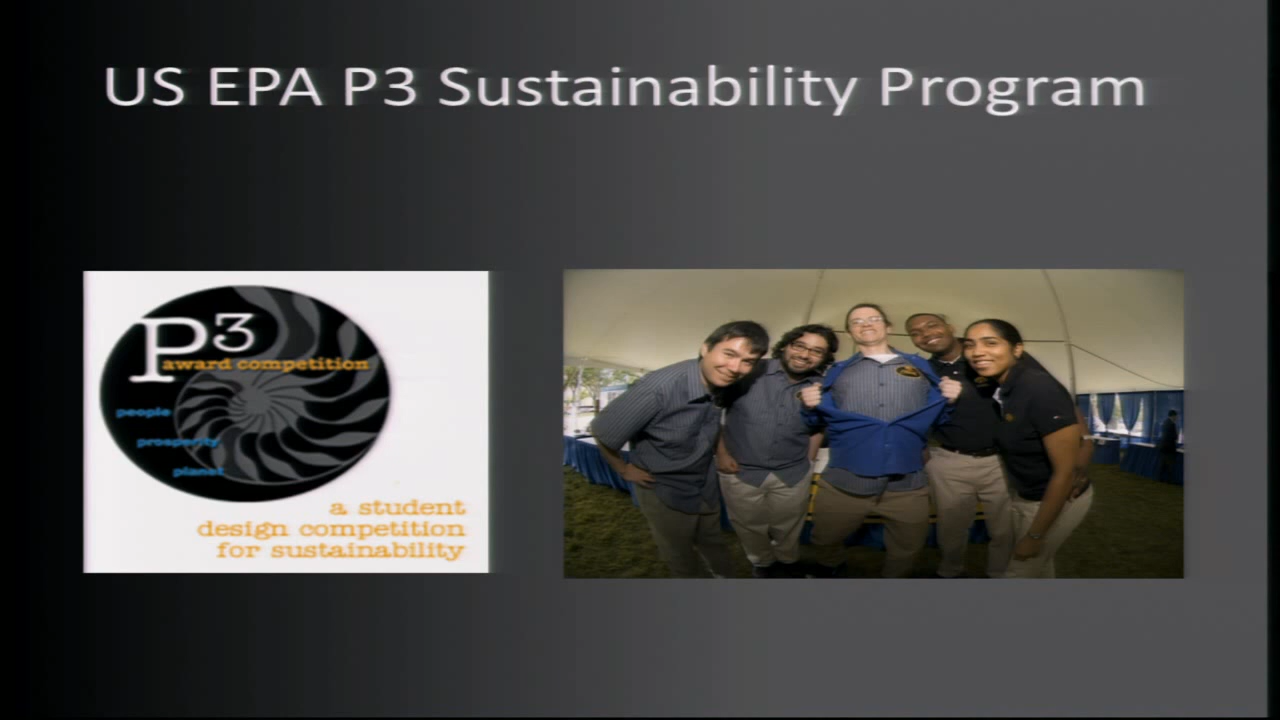 US EPA P3 Sustainability Program
P3
award competition
people
prosperity
planet
a student
design competition
for sustainability